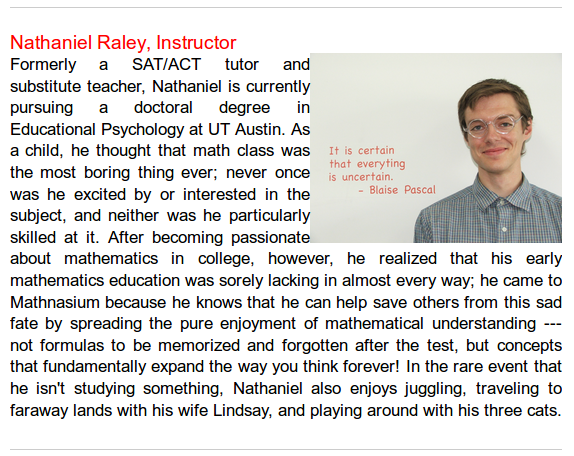 Nathaniel Raley, Instructor
Formerly a SAT/ACT tutor and
substitute teacher, Nathaniel is currently
pursuing a doctoral degree in
Educational Psychology at UT Austin. As
a child, he thought that math class was
the most boring thing ever; never once
was he excited by or interested in the
subject, and neither was he particularly
skilled at it. After becoming passionate
It is certain
that everyting
is uncertain.
- Blaise Pascal
about mathematics in college, however, he realized that his early
mathematics education was sorely lacking in almost every way; he came to
Mathnasium because he knows that he can help save others from this sad
fate by spreading the pure enjoyment of mathematical understanding ---
not formulas to be memorized and forgotten after the test, but concepts
that fundamentally expand the way you think forever! In the rare event that
he isn't studying something, Nathaniel also enjoys juggling, traveling to
faraway lands with his wife Lindsay, and playing around with his three cats.